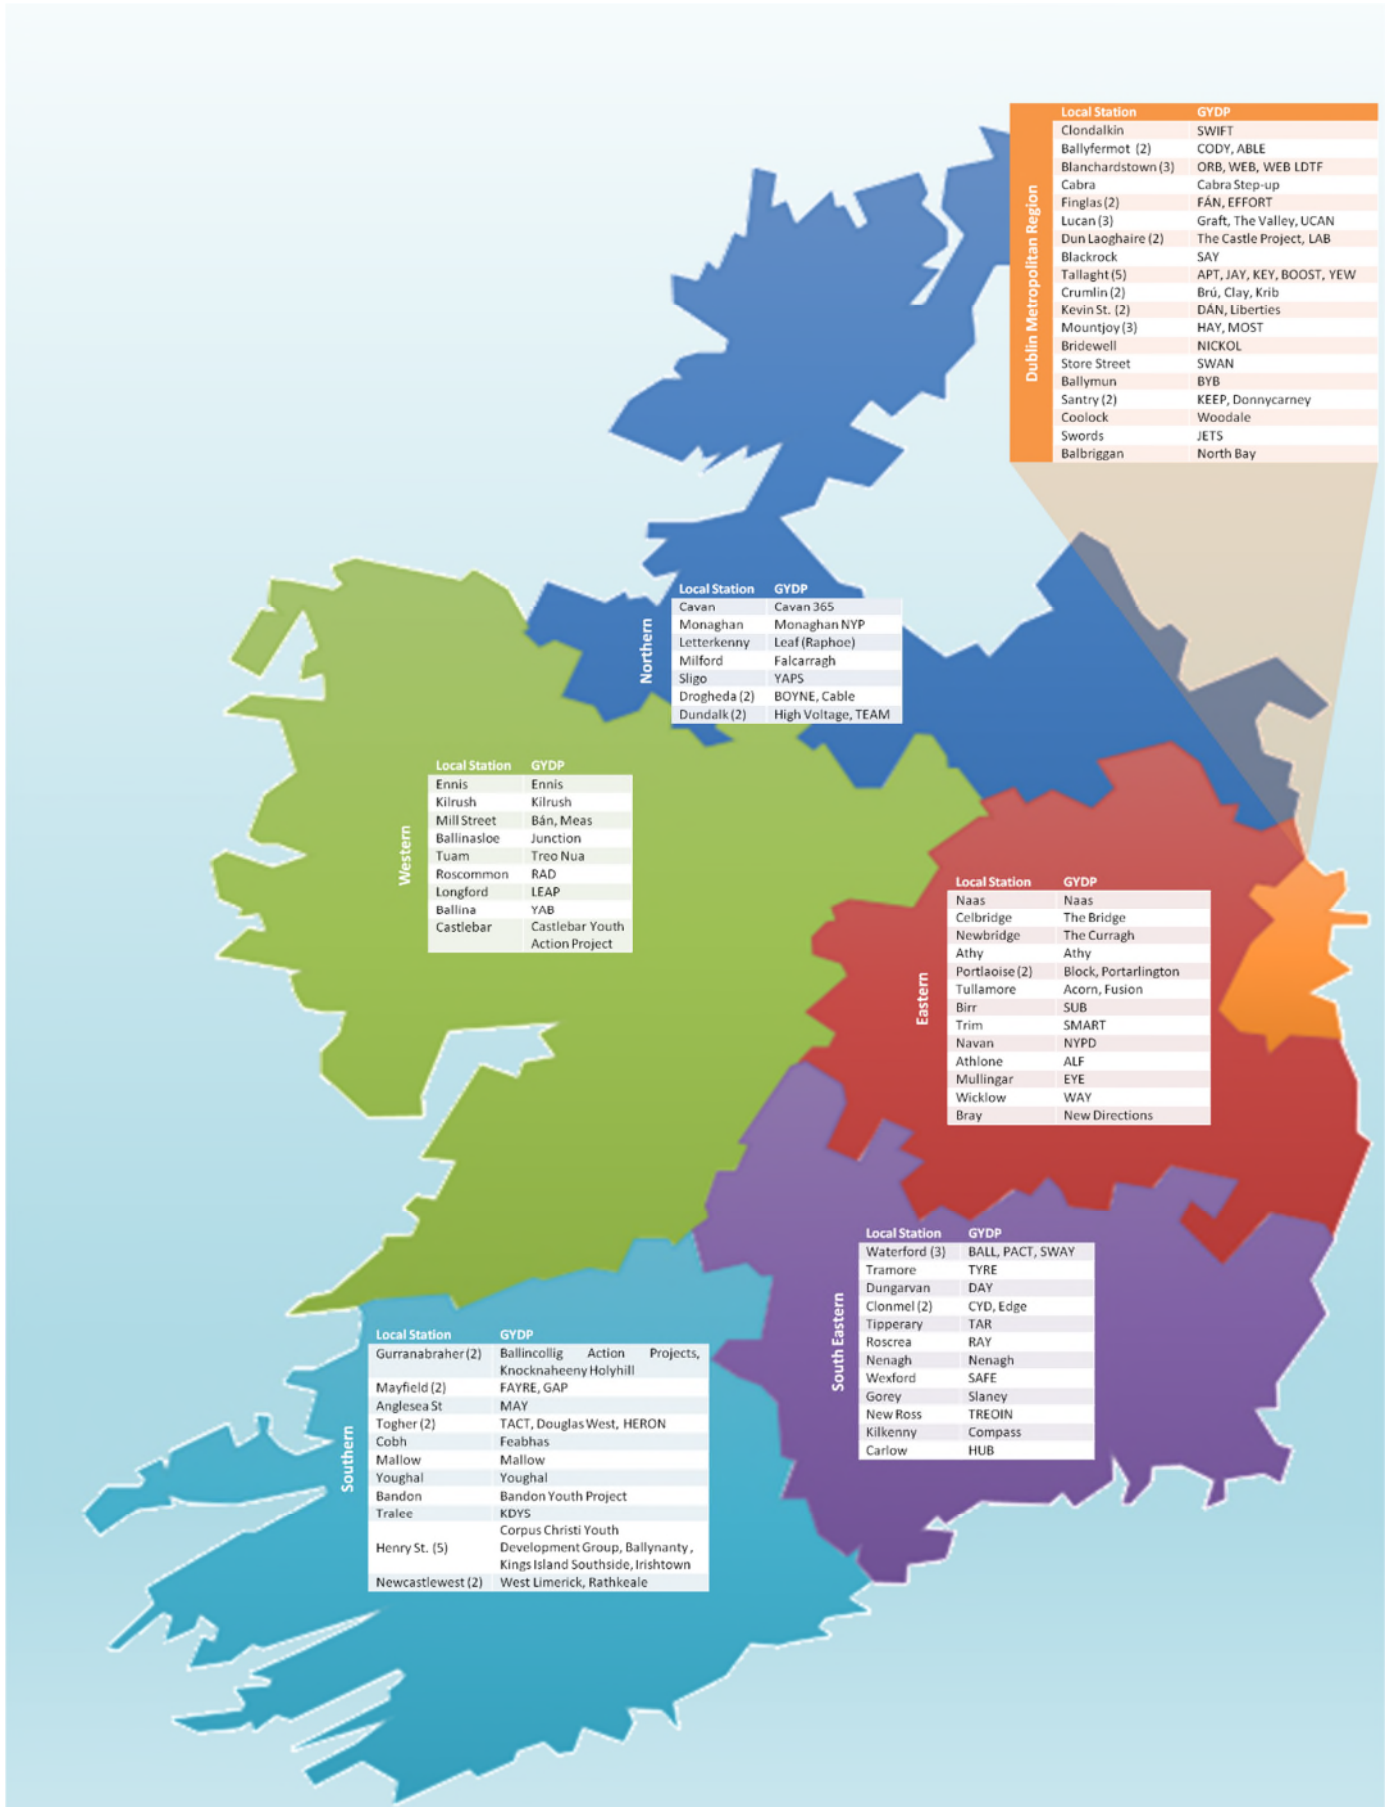 Dublin Metropolitan Region
Local Station GYDP
Clondalkin SWIFT
Ballyfermot (2) CODY, ABLE
Blanchardstown (3) ORB, WEB, WEB LDTF
Cabra Cabra Step-up
Finglas (2) FÁN, EFFORT
Lucan (3) Graft, The Valley, UCAN
Dun Laoghaire (2) The Castle Project, LAB
Blackrock SAY
Tallaght (5) APT, JAY, KEY, BOOST, YEW
Crumlin (2) Brú, Clay, Krib
Kevin St. (2) DÁN, Liberties
Mountjoy (3) HAY, MOST
Bridewell NICKOL
Store Street SWAN
Ballymun BYB
Santry (2) KEEP, Donnycarney
Coolock Woodale
Swords JETS
Balbriggan North Bay
Northern
Local Station GYDP
Cavan Cavan 365
Monaghan Monaghan NYP
Letterkenny Leaf (Raphoe)
Milford Falcarragh
Sligo YAPS
Drogheda (2) BOYNE, Cable
Dundalk (2) High Voltage, TEAM
Western
Local Station GYDP
Ennis Ennis
Kilrush Kilrush
Mill Street Bán, Meas
Ballinasloe Junction
Tuam Treo Nua
Roscommon RAD
Longford LEAP
Ballina YAB
Castlebar Castlebar Youth
Action Project
Eastern
Local Station GYDP
Naas Naas
Celbridge The Bridge
Newbridge The Curragh
Athy Athy
Portlaoise (2) Block, Portarlington
Tullamore Acorn, Fusion
Birr SUB
Trim SMART
Navan NYPD
Athlone ALF
Mullingar EYE
Wicklow WAY
Bray New Directions
South Eastern
Local Station GYDP
Waterford (3) BALL, PACT, SWAY
Tramore TYRE
Dungarvan DAY
Clonmel (2) CYD, Edge
Tipperary TAR
Roscrea RAY
Nenagh Nenagh
Wexford SAFE
Gorey Slaney
New Ross TREOIN
Kilkenny Compass
Carlow HUB
Southern
Local Station GYDP
Gurranabraher (2) Ballincollig Action Projects,
Knocknaheeny Holyhill
Mayfield (2) FAYRE, GAP
Anglesea St MAY
Togher (2) TACT, Douglas West, HERON
Cobh Feabhas
Mallow Mallow
Youghal Youghal
Bandon Bandon Youth Project
Tralee KDYS
Corpus Christi Youth
Henry St. (5) Development Group, Ballynanty,
Kings Island Southside, Irishtown
Newcastlewest (2) West Limerick, Rathkeale